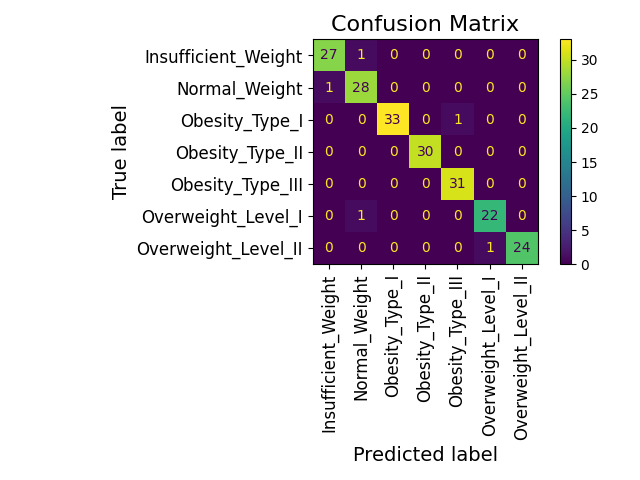 Confusion Matrix
True label
Insufficient_Weight 27 1 0 0 0 0 0
Normal_Weight 1 28 0 0 0 0 0
Obesity_Type_I 0 0 33 0 1 0 0
Obesity_Type_II 0 0 0 30 0 0 0
Obesity_Type_III 0 0 0 0 31 0 0
Overweight_Level_I 0 1 0 0 0 22 0
Overweight_Level_II 0 0 0 0 0 1 24
Insufficient_Weight
Normal_Weight
Obesity_Type_I
Obesity_Type_II
Obesity_Type_III
Overweight_Level_I
Overweight_Level_II
Predicted label
30
25
20
15
10
5
0